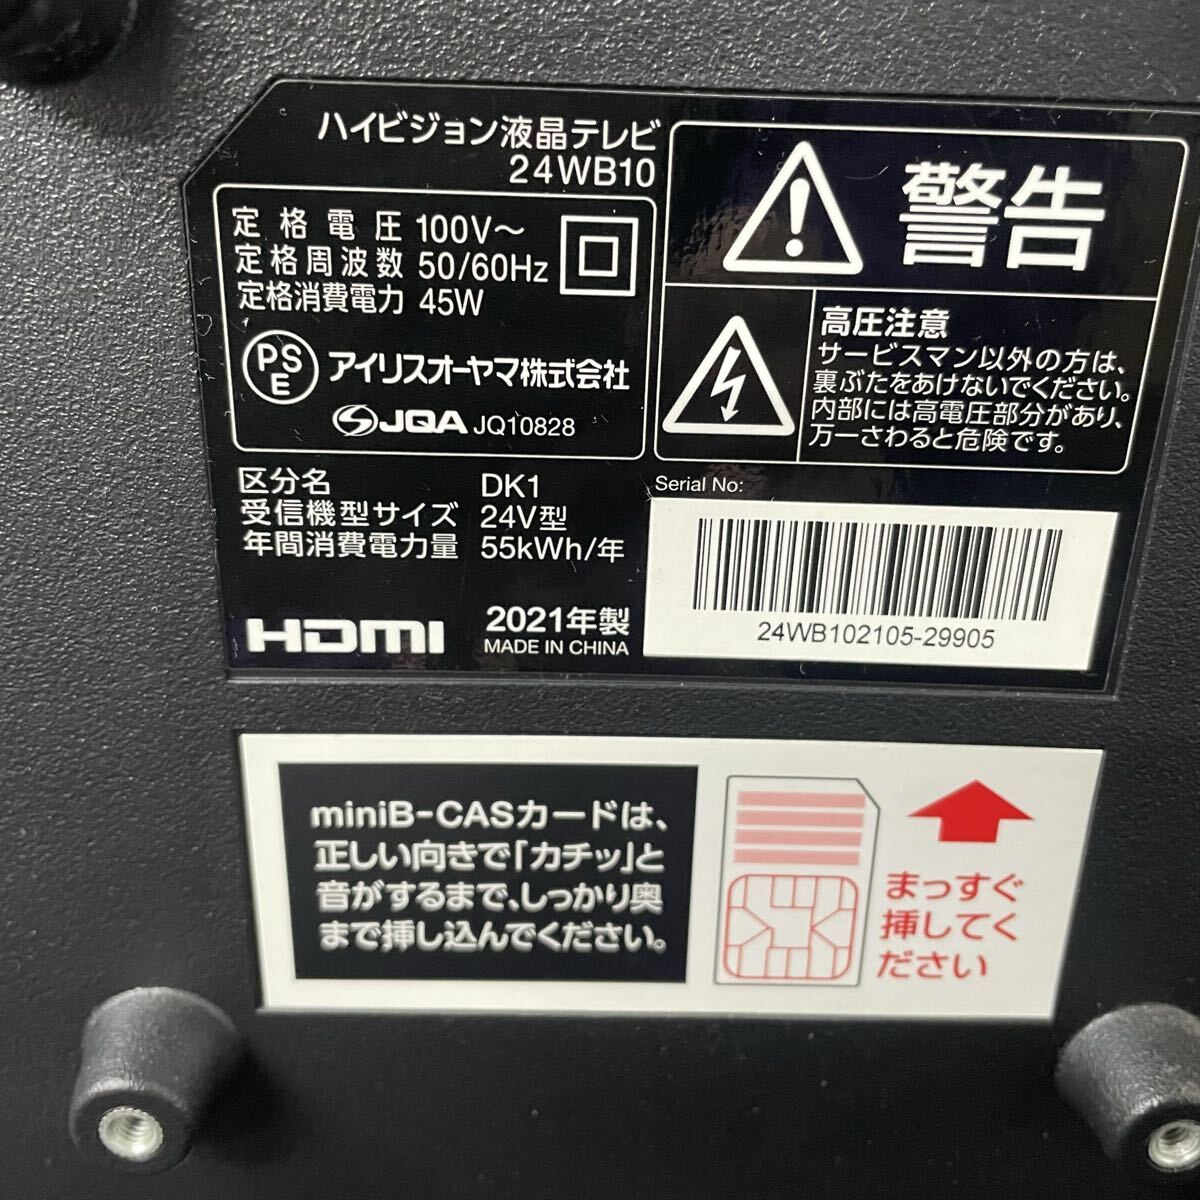 ハイビジョン液晶テレビ
24WB10
定格電圧 100V～
定格周波数 50/60Hz
定格消費電力 45W
PSE
アイリスオーヤマ株式会社
JQA JQ10828
区分名 DK1
受信機型サイズ 24V型
年間消費電力量 55kWh/年
HDMI
2021年製
MADE IN CHINA
警告
高圧注意
サービスマン以外の方は、
裏ぶたをあけないでください。
内部には高電圧部分があり、
万一さわると危険です。
Serial No:
24WB102105-29905
miniB-CASカードは、
正しい向きで「カチッ」と
音がするまで、しっかり奥
まで挿し込んでください。
まっすぐ
挿してく
ださい